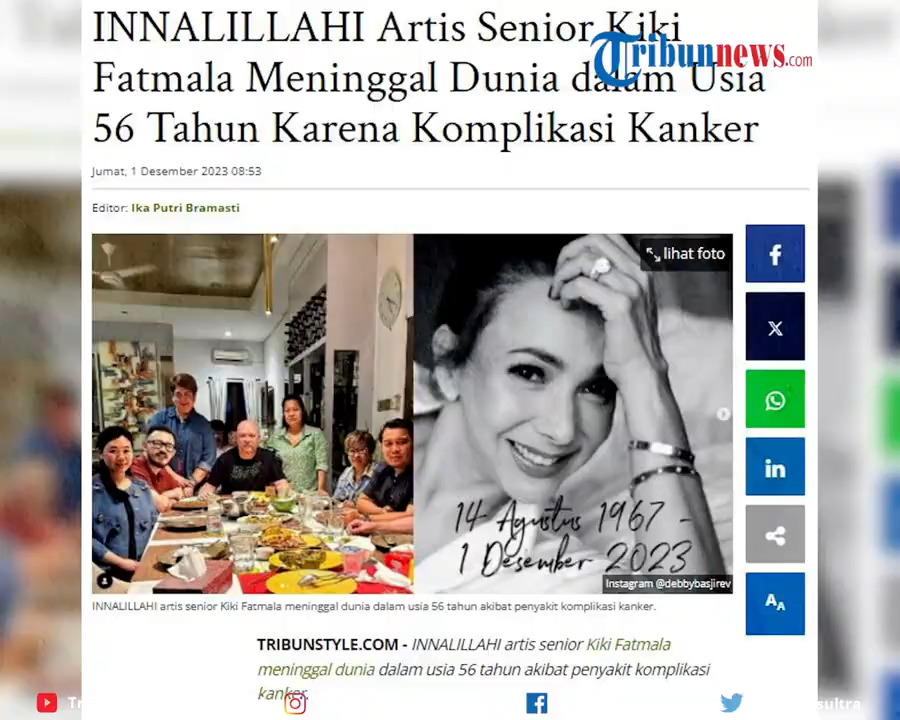 INNALILLAHI Artis Senior Kiki
Tribunnews.com
Fatmala Meninggal Dunia dalam Usia
56 Tahun Karena Komplikasi Kanker
Jumat, 1 Desember 2023 08:53
Editor: Ika Putri Bramasti
lihat foto
14 Agustus 1967 -
1 Desember 2023
Instagram @debbybasjirev
INNALILLAHI artis senior Kiki Fatmala meninggal dunia dalam usia 56 tahun akibat penyakit komplikasi kanker.
TRIBUNSTYLE.COM - INNALILLAHI artis senior Kiki Fatmala
meninggal dunia dalam usia 56 tahun akibat penyakit komplikasi
kanker.